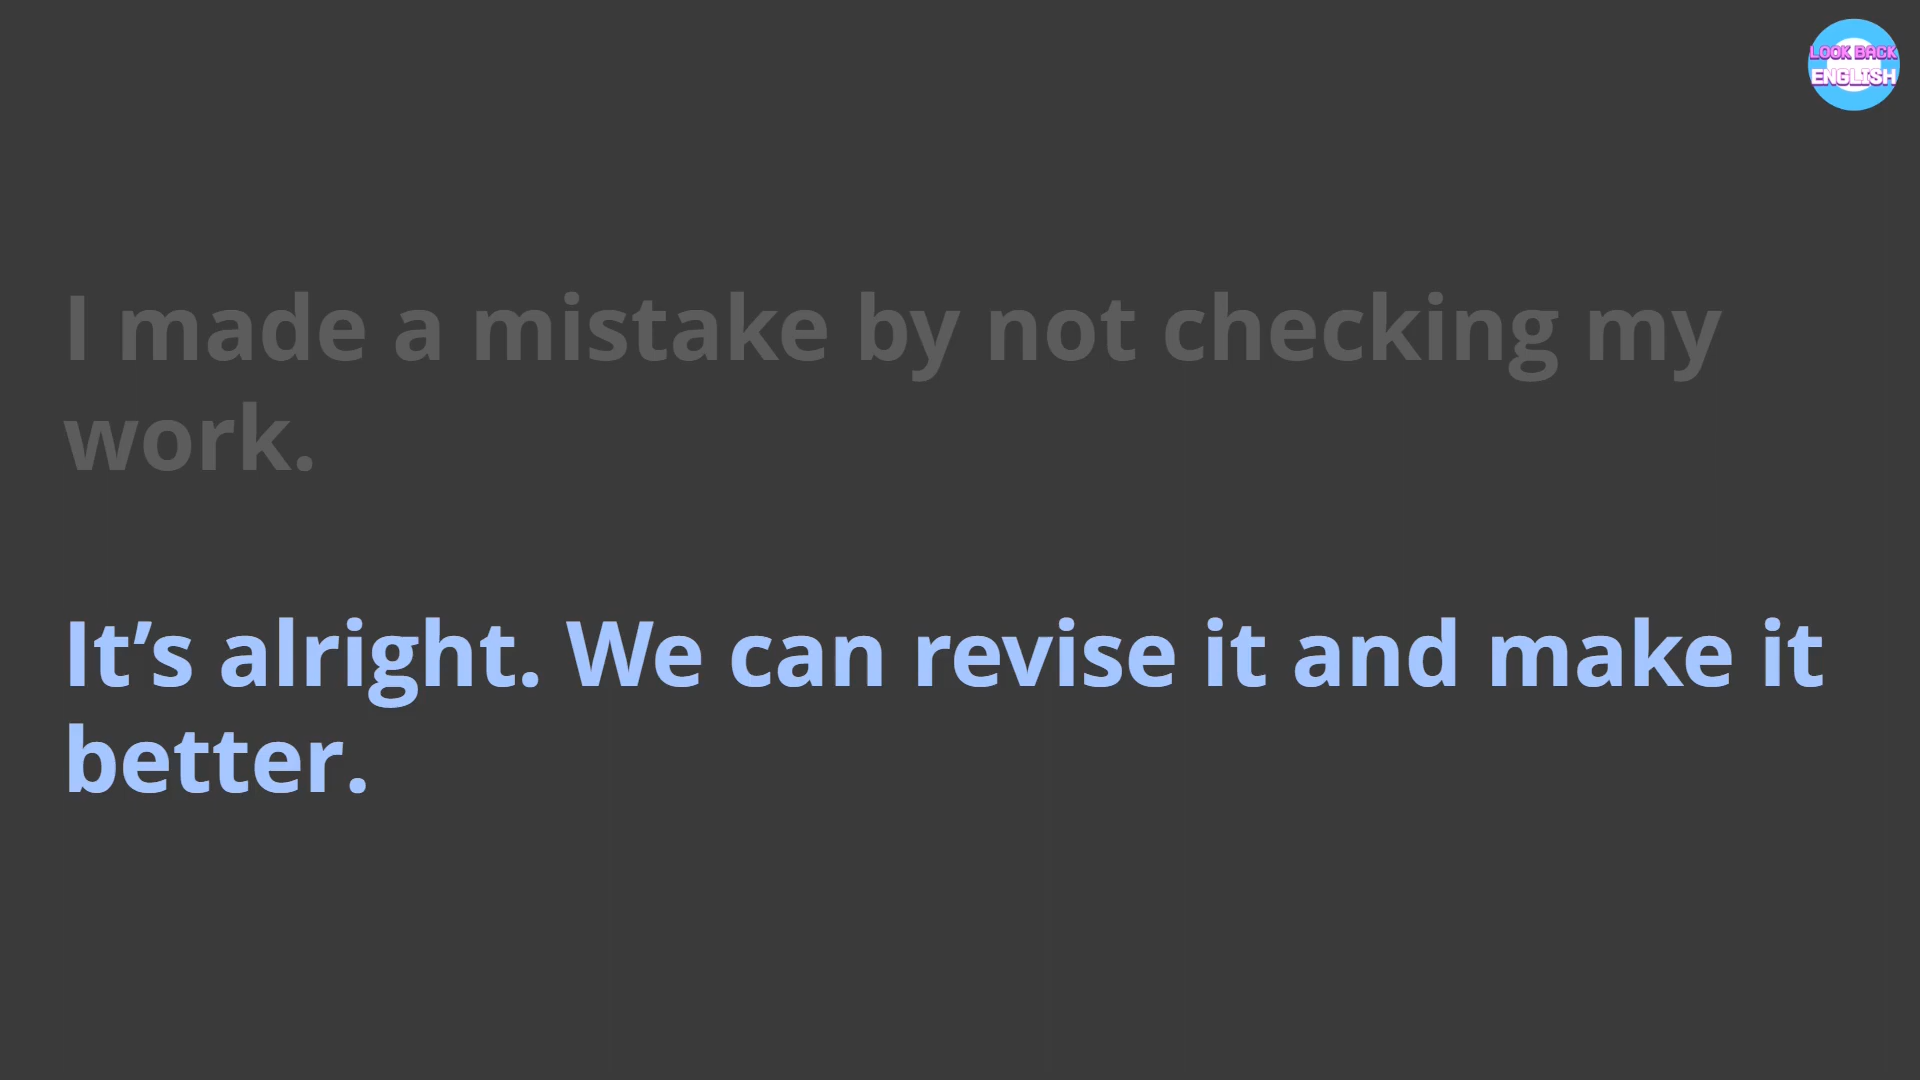 LOOK BACK
ENGLISH
I made a mistake by not checking my
work.
It’s alright. We can revise it and make it
better.